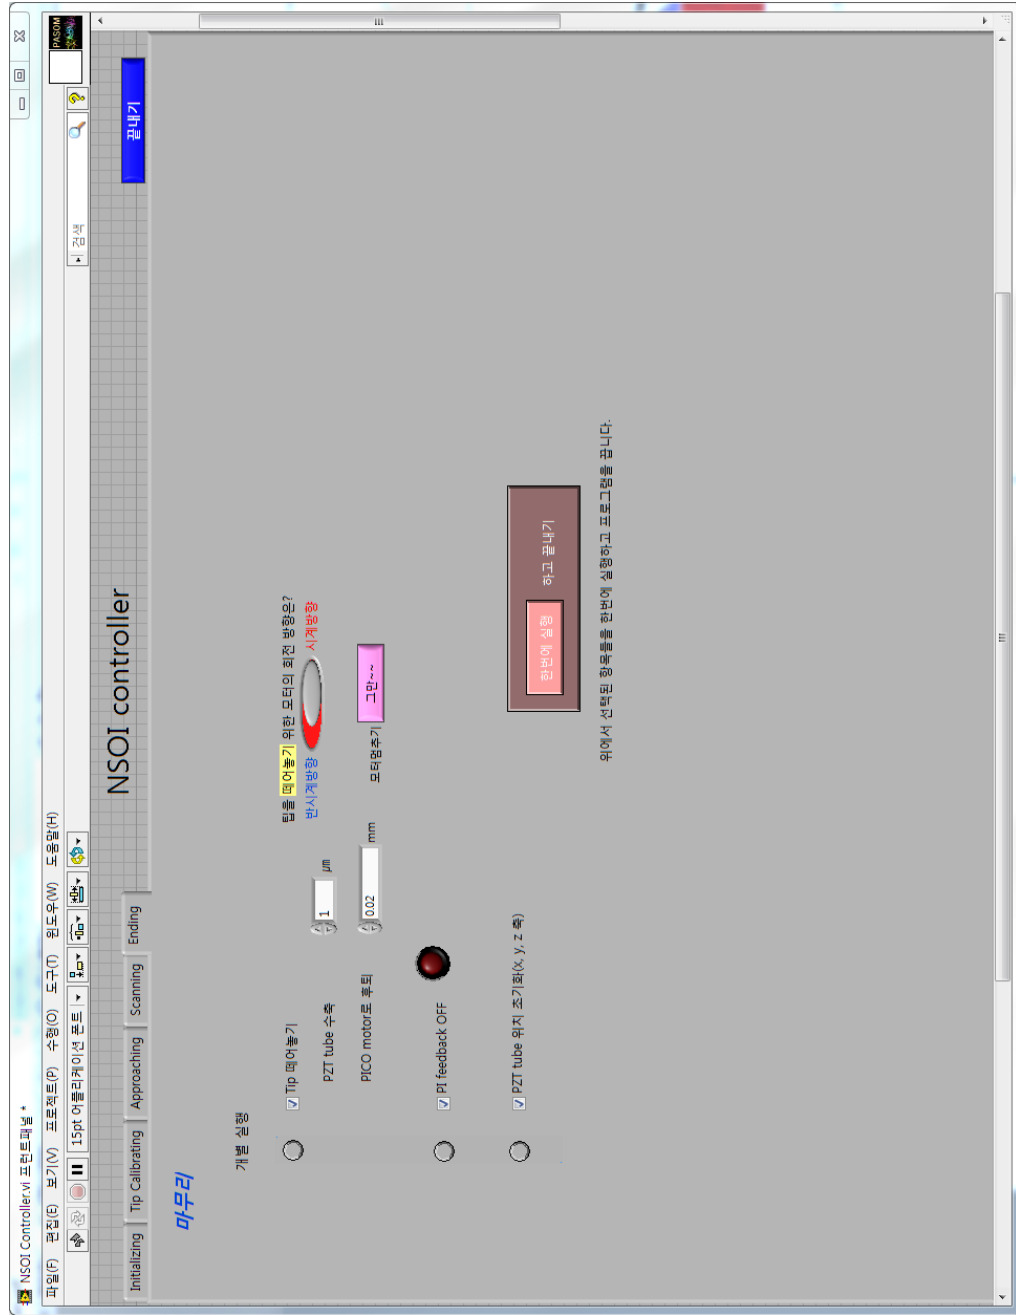 NSOI Controller.vi 프런트패널 *
파일(F) 편집(E) 보기(V) 프로젝트(P) 수행(O) 도구(T) 윈도우(W) 도움말(H)
15pt 어플리케이션 폰트
검색
PASOM
NSOI controller
끝내기
Initializing
Tip Calibrating
Approaching
Scanning
Ending
마무리
개별 실행
Tip 떼어놓기
팁을 떼어놓기 위한 모터의 회전 방향은?
반시계방향
시계방향
PZT tube 수축
1
μm
PICO motor로 후퇴
0.02
mm
모터멈추기
그만~~
PI feedback OFF
PZT tube 위치 초기화(x, y, z 축)
한번에 실행
하고 끝내기
위에서 선택된 항목들을 한번에 실행하고 프로그램을 끕니다.